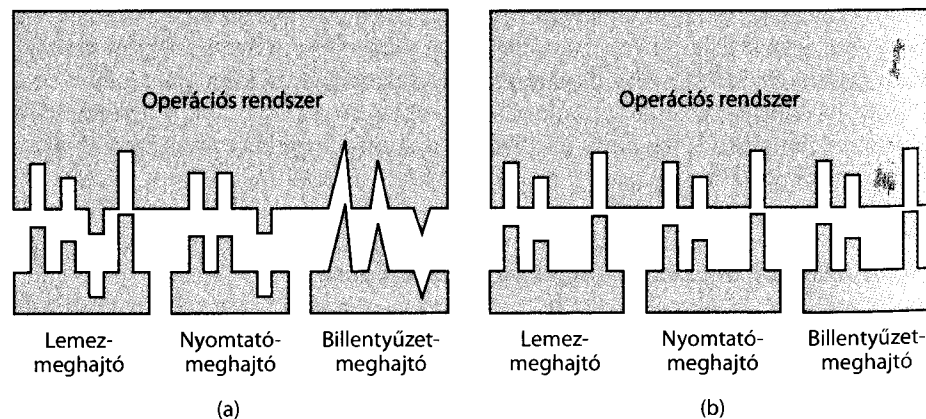 Operációs rendszer
Lemez-
meghajtó
Nyomtató-
meghajtó
Billentyűzet-
meghajtó
(a)
Operációs rendszer
Lemez-
meghajtó
Nyomtató-
meghajtó
Billentyűzet-
meghajtó
(b)